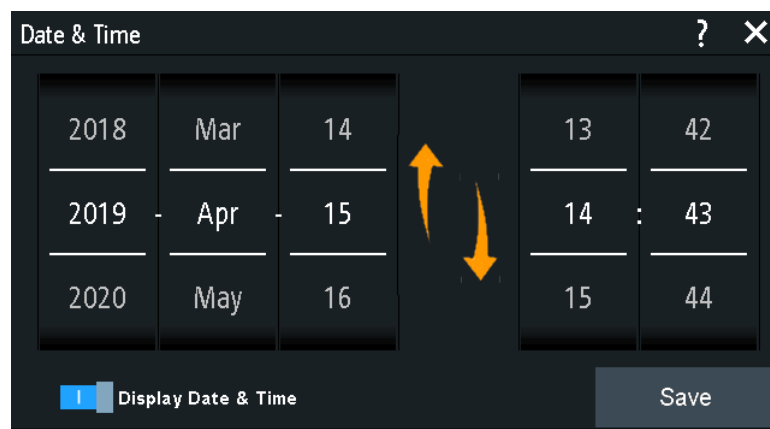 Date & Time ? X
2018 Mar 14 13 42
2019 - Apr - 15 14 : 43
2020 May 16 15 44
I Display Date & Time Save